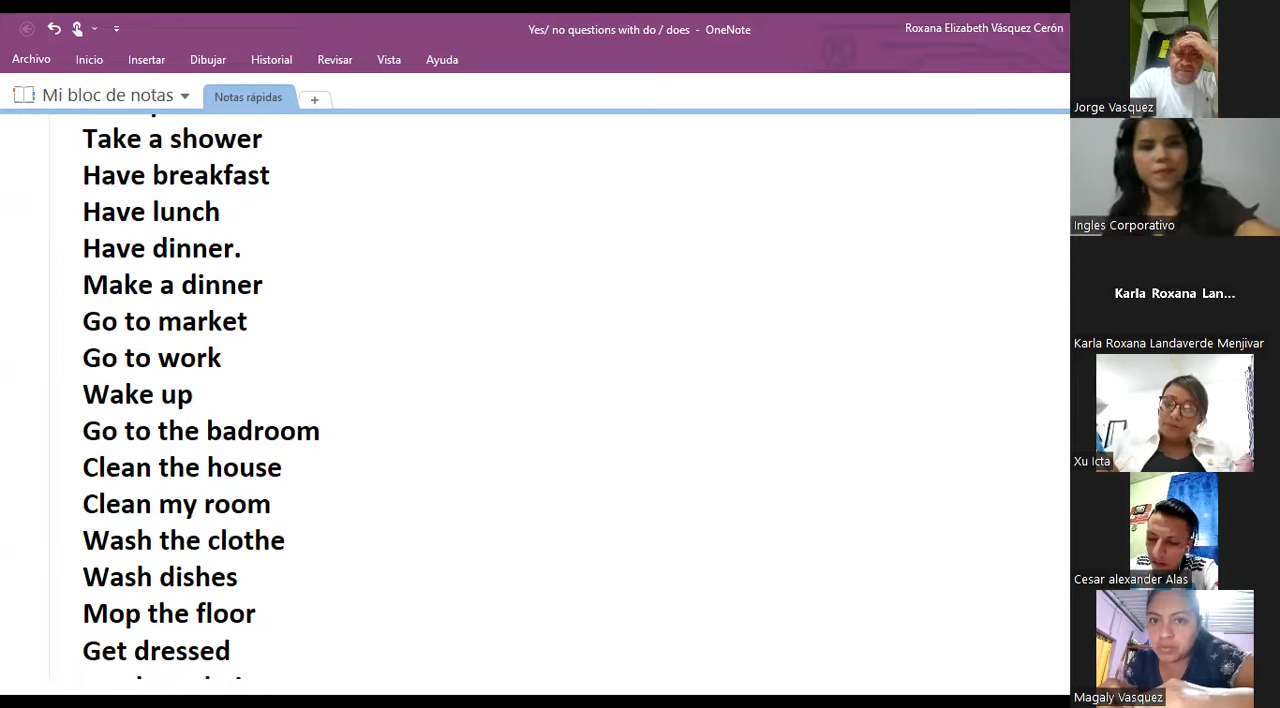 Yes/ no questions with do / does - OneNote
Roxana Elizabeth Vásquez Cerón
Archivo Inicio Insertar Dibujar Historial Revisar Vista Ayuda
Mi bloc de notas
Notas rápidas
Take a shower
Have breakfast
Have lunch
Have dinner.
Make a dinner
Go to market
Go to work
Wake up
Go to the badroom
Clean the house
Clean my room
Wash the clothe
Wash dishes
Mop the floor
Get dressed
Jorge Vasquez
Ingles Corporativo
Karla Roxana Lan...
Karla Roxana Landaverde Menjivar
Xu Icta
Cesar alexander Alas
Magaly Vasquez